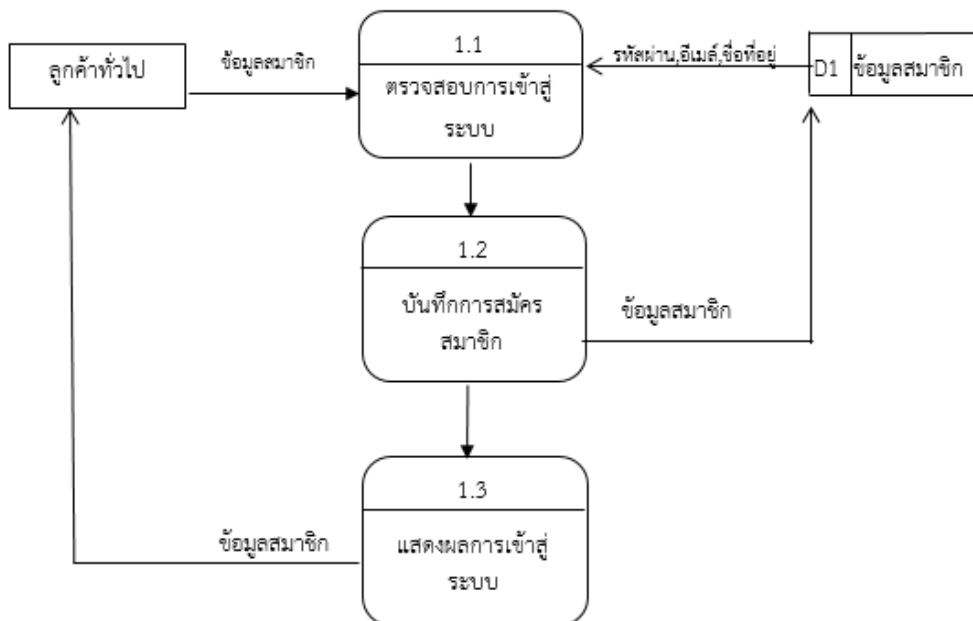 1.1
ลูกค้าทั่วไป
ข้อมูลสมาชิก
ตรวจสอบการเข้าสู่
ระบบ
รหัสผ่าน,อีเมล์,ชื่อที่อยู่
D1
ข้อมูลสมาชิก
1.2
บันทึกการสมัคร
สมาชิก
ข้อมูลสมาชิก
1.3
แสดงผลการเข้าสู่
ระบบ
ข้อมูลสมาชิก